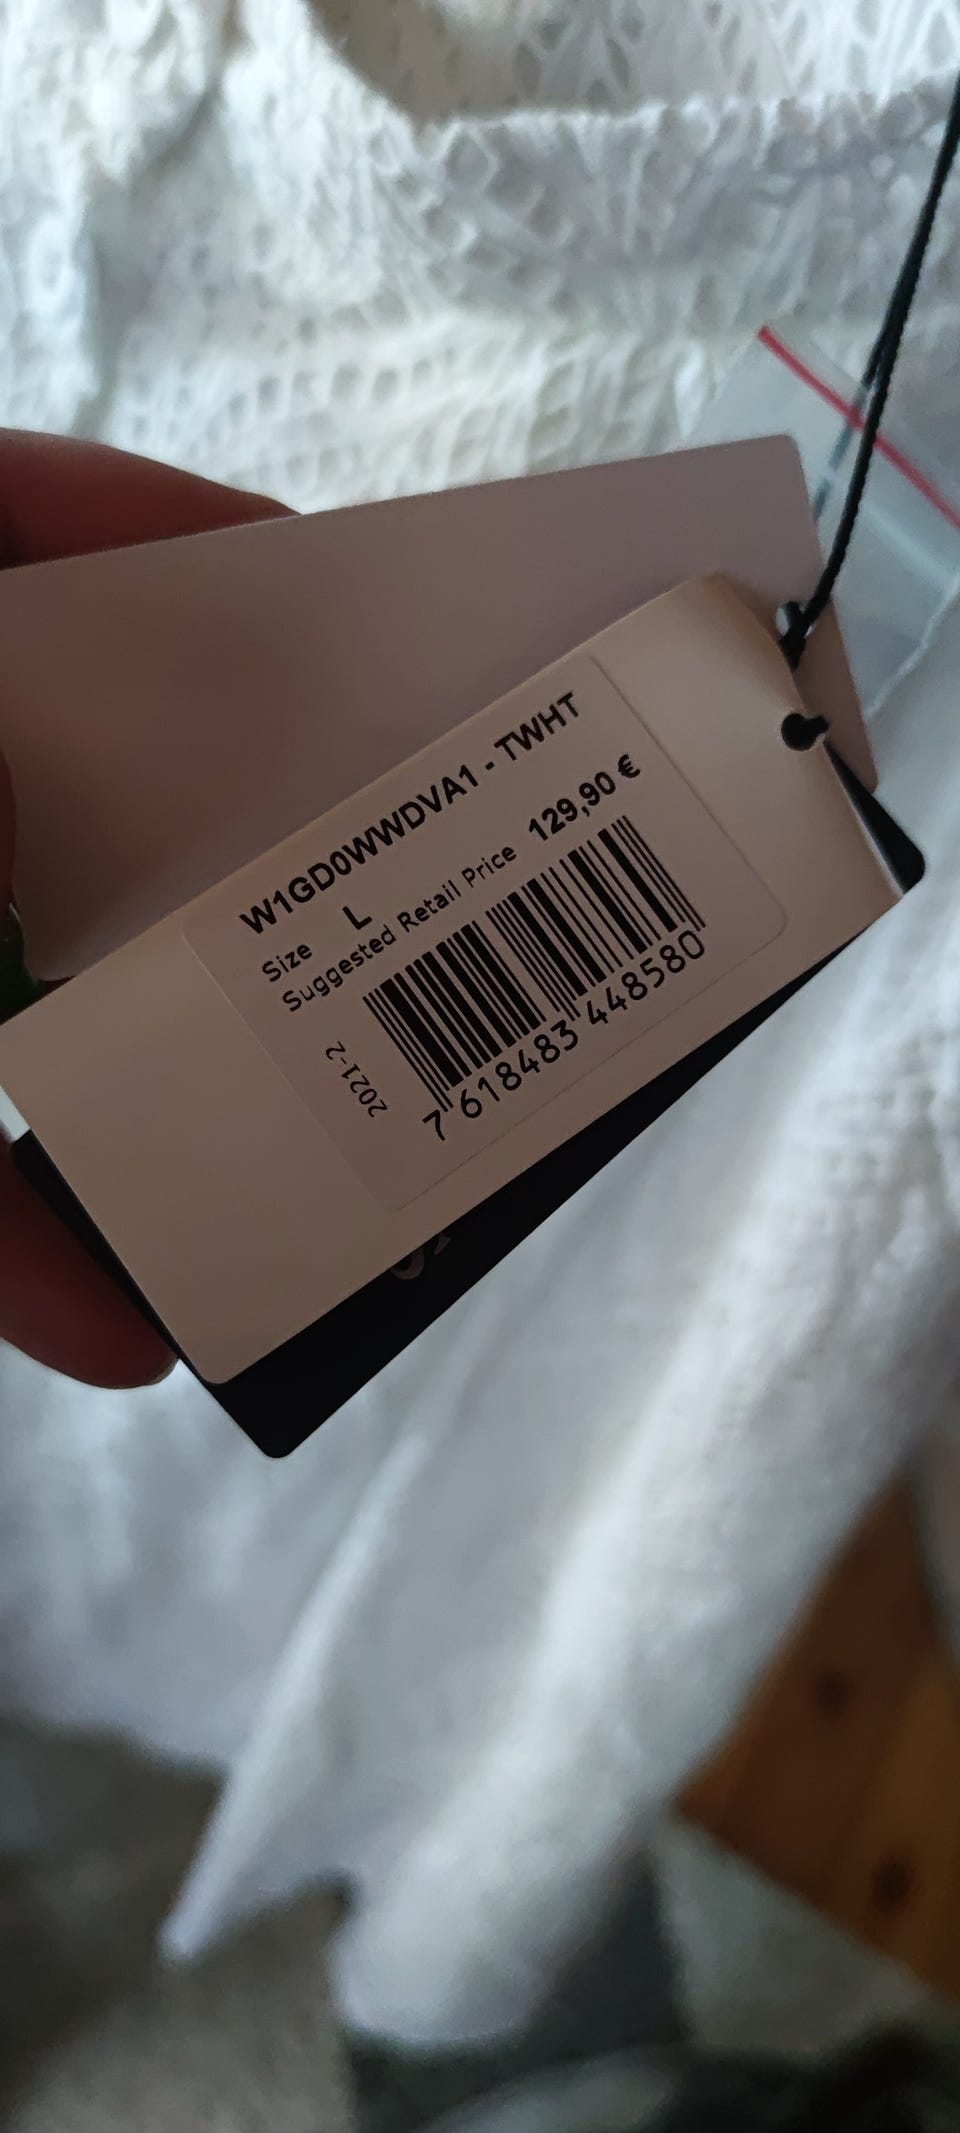 W1GD0WWDVA1 - TWHT
Size L
Suggested Retail Price 129,90 €
2021-2
7 618483 448580